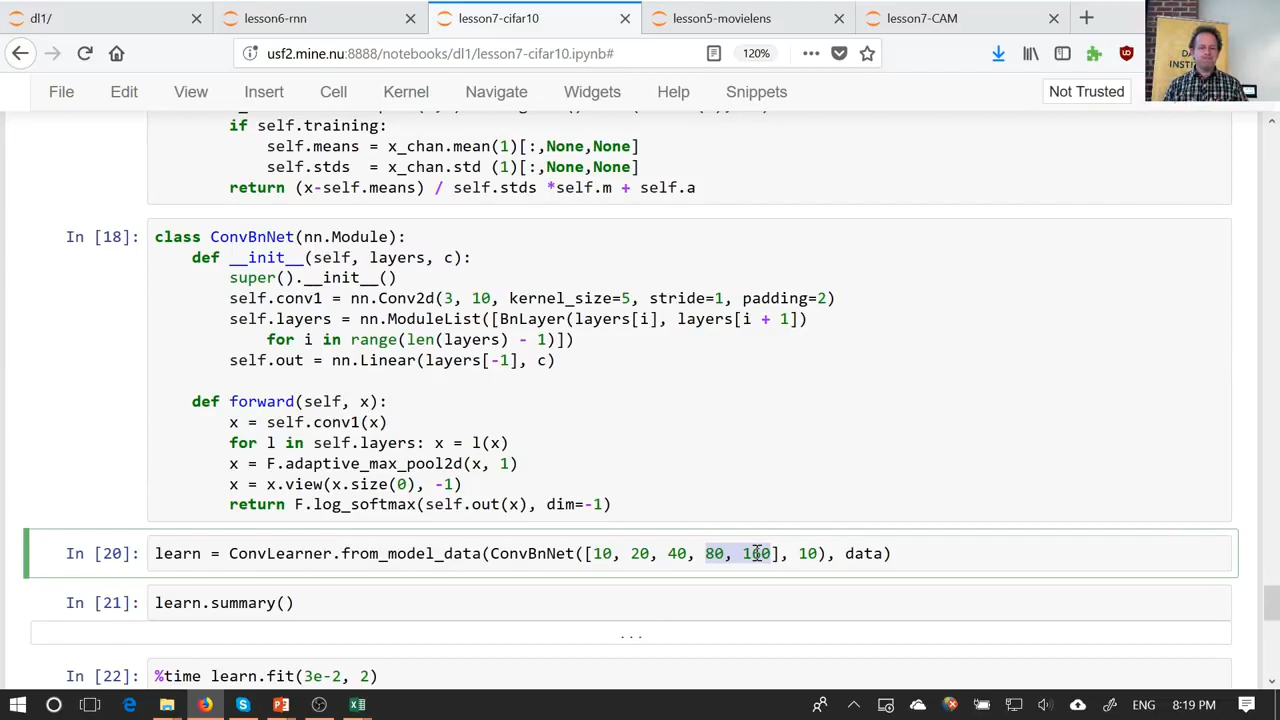 dl1/
lesson6-rnn
lesson7-cifar10
lesson5-movielens
lesson7-CAM
usf2.mine.nu:8888/notebooks/dl1/lesson7-cifar10.ipynb#
120%
File Edit View Insert Cell Kernel Navigate Widgets Help Snippets
Not Trusted
if self.training:
self.means = x_chan.mean(1)[:,None,None]
self.stds = x_chan.std (1)[:,None,None]
return (x-self.means) / self.stds *self.m + self.a
In [18]:
class ConvBnNet(nn.Module):
def __init__(self, layers, c):
super().__init__()
self.conv1 = nn.Conv2d(3, 10, kernel_size=5, stride=1, padding=2)
self.layers = nn.ModuleList([BnLayer(layers[i], layers[i + 1])
for i in range(len(layers) - 1)])
self.out = nn.Linear(layers[-1], c)
def forward(self, x):
x = self.conv1(x)
for l in self.layers: x = l(x)
x = F.adaptive_max_pool2d(x, 1)
x = x.view(x.size(0), -1)
return F.log_softmax(self.out(x), dim=-1)
In [20]: learn = ConvLearner.from_model_data(ConvBnNet([10, 20, 40, 80, 160], 10), data)
In [21]: learn.summary()
...
In [22]: %time learn.fit(3e-2, 2)
8:19 PM